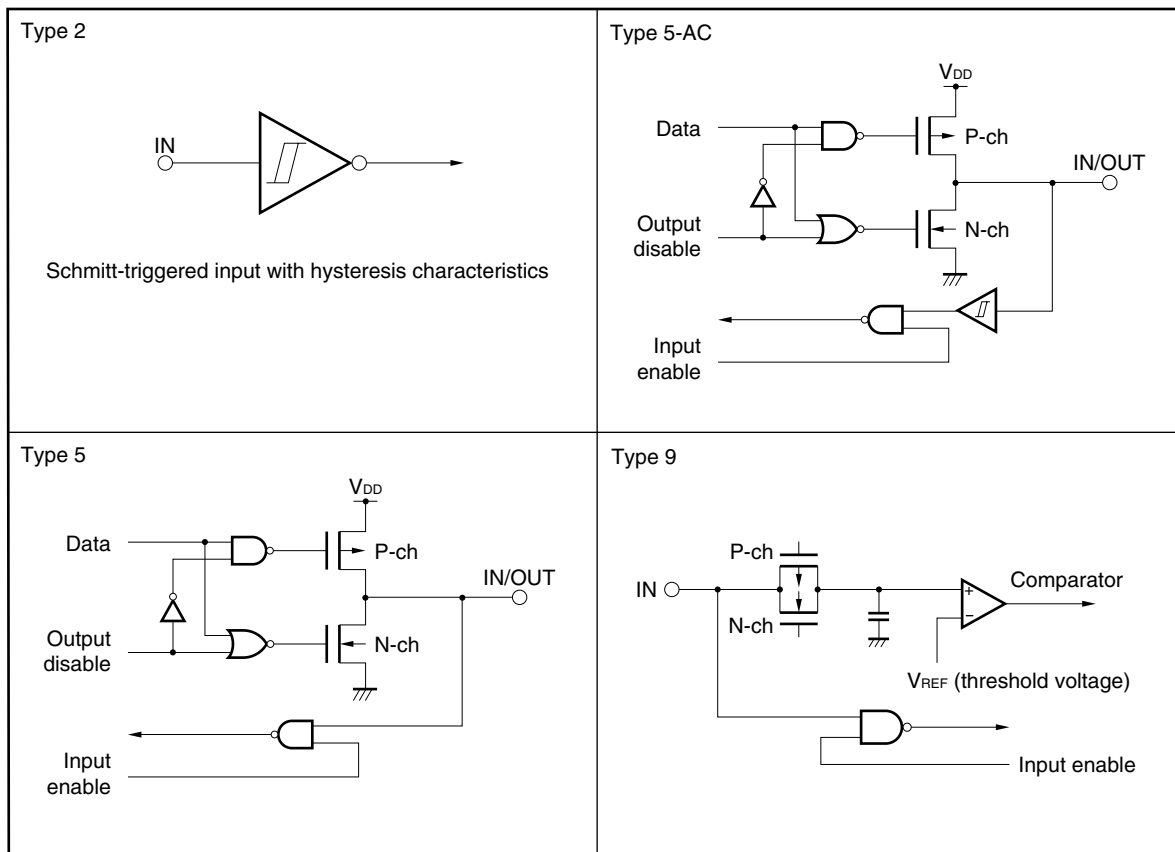 Type 2
IN
Schmitt-triggered input with hysteresis characteristics
Type 5-AC
VDD
Data
P-ch
IN/OUT
Output
disable
N-ch
Input
enable
Type 5
VDD
Data
P-ch
IN/OUT
Output
disable
N-ch
Input
enable
Type 9
P-ch
IN
N-ch
Comparator
+
−
VREF (threshold voltage)
Input enable